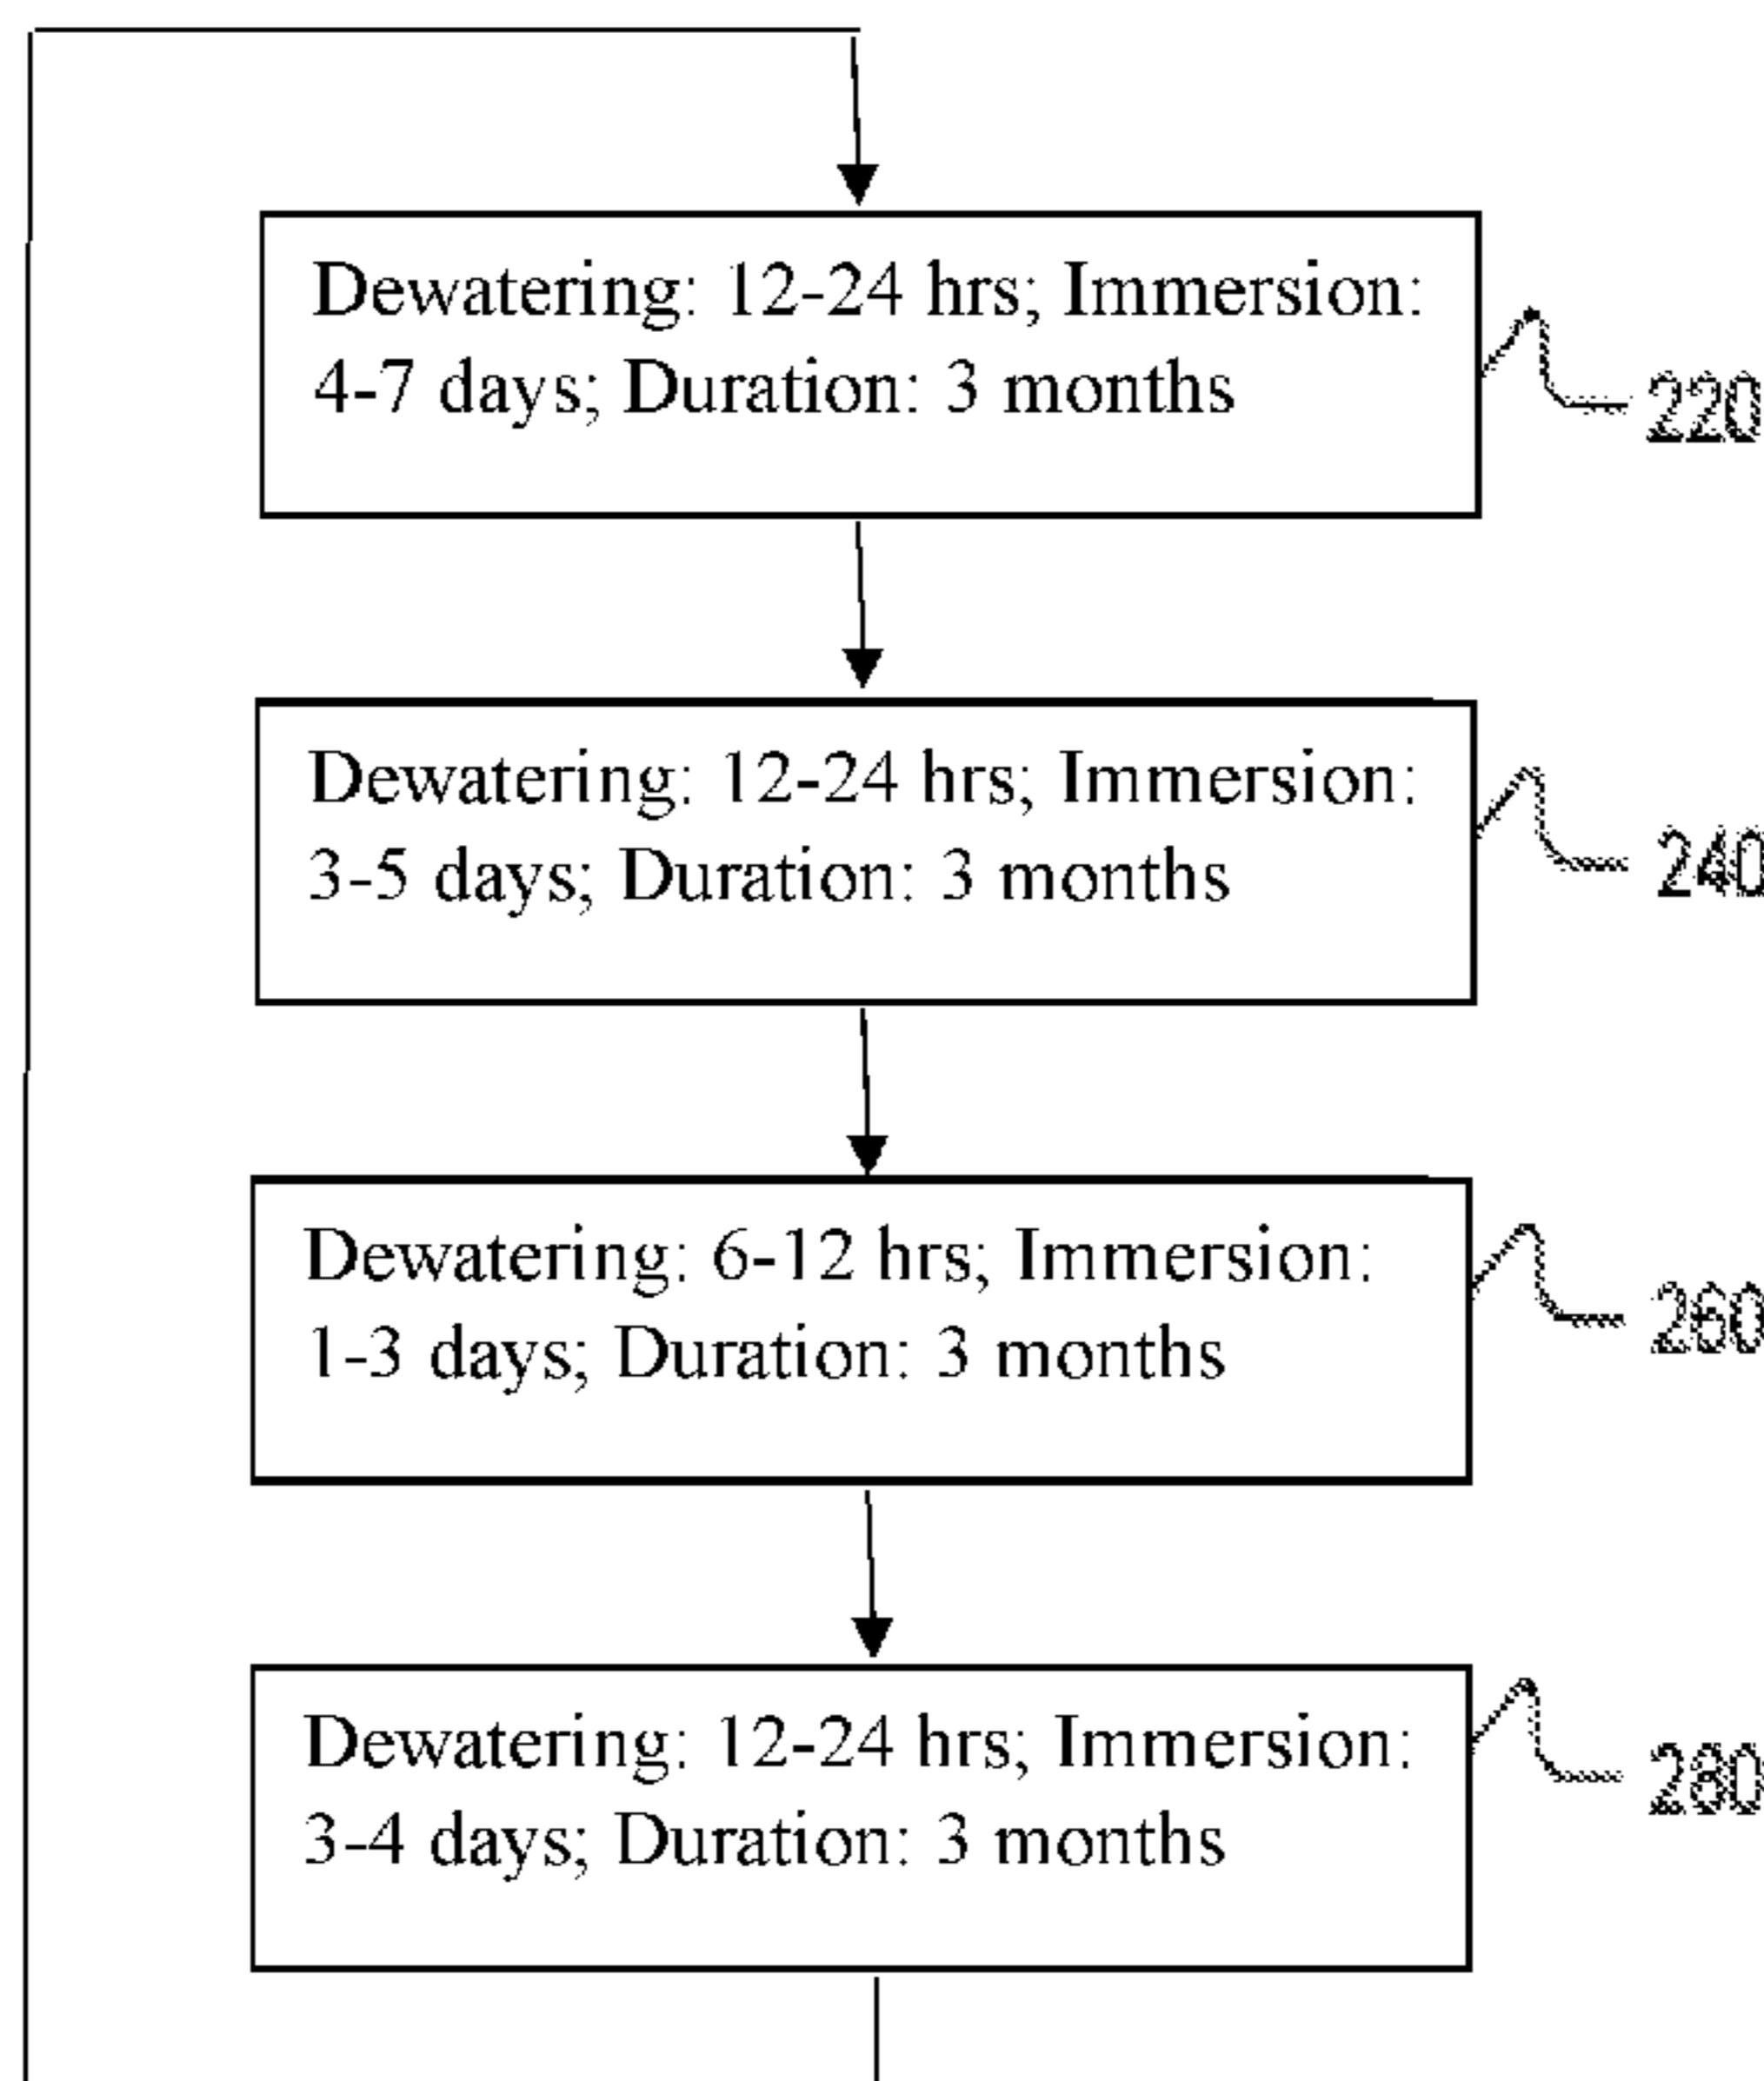 Dewatering: 12-24 hrs; Immersion:
4-7 days; Duration: 3 months
220
Dewatering: 12-24 hrs; Immersion:
3-5 days; Duration: 3 months
240
Dewatering: 6-12 hrs; Immersion:
1-3 days; Duration: 3 months
260
Dewatering: 12-24 hrs; Immersion:
3-4 days; Duration: 3 months
280